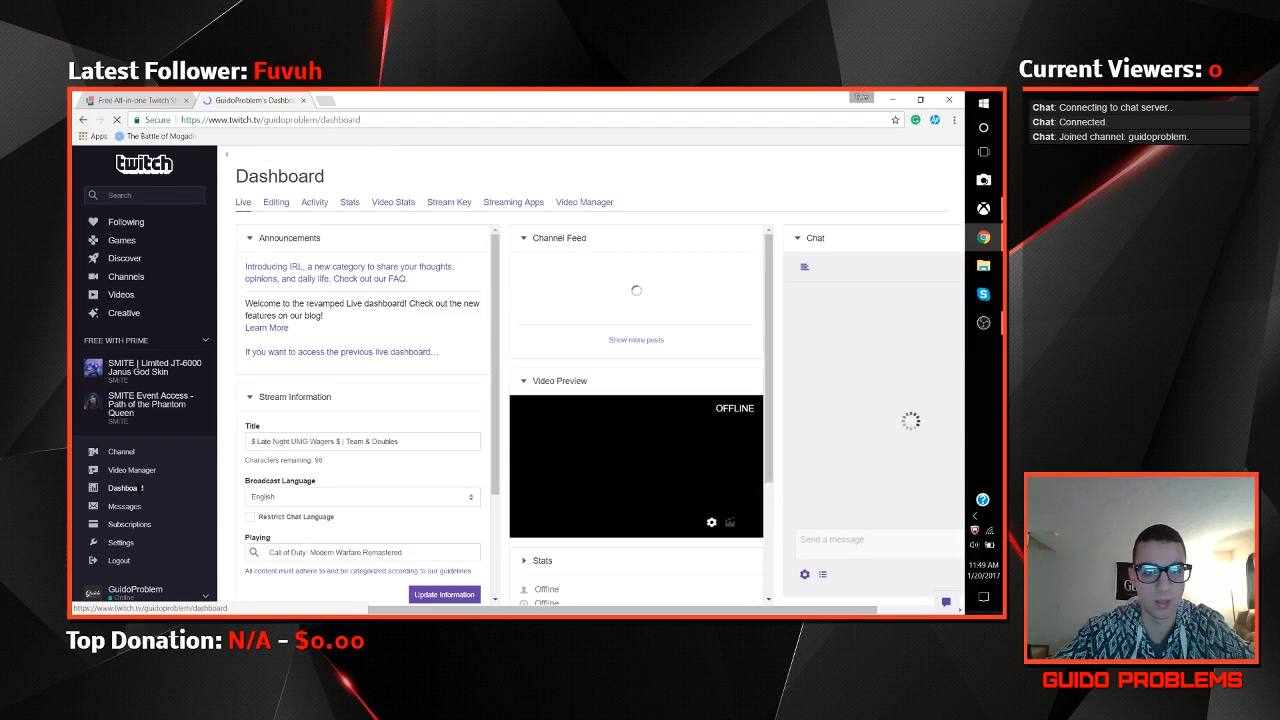 Latest Follower: Fuvuh
Current Viewers: 0
Free All-in-one Twitch St
GuidoProblem's Dashbo
Secure
https://www.twitch.tv/guidoproblem/dashboard
Apps
The Battle of Mogadi
Chat: Connecting to chat server..
Chat: Connected.
Chat: Joined channel: guidoproblem.
twitch
Search
Following
Games
Discover
Channels
Videos
Creative
FREE WITH PRIME
SMITE | Limited JT-6000
Janus God Skin
SMITE
SMITE Event Access -
Path of the Phantom
Queen
SMITE
Channel
Video Manager
Dashboa
Messages
Subscriptions
Settings
Logout
GuidoProblem
Online
https://www.twitch.tv/guidoproblem/dashboard
Dashboard
Live
Editing
Activity
Stats
Video Stats
Stream Key
Streaming Apps
Video Manager
Announcements
Introducing IRL, a new category to share your thoughts,
opinions, and daily life. Check out our FAQ.
Welcome to the revamped Live dashboard! Check out the new
features on our blog!
Learn More
If you want to access the previous live dashboard…
Stream Information
Title
$ Late Night UMG Wagers $ | Team & Doubles
Characters remaining: 98
Broadcast Language
English
Restrict Chat Language
Playing
Call of Duty: Modern Warfare Remastered
All content must adhere to and be categorized according to our guidelines.
Update Information
Channel Feed
Show more posts
Video Preview
OFFLINE
Stats
Offline
Offline
Chat
Send a message
11:49 AM
1/20/2017
Top Donation: N/A - $0.00
GUIDO PROBLEMS